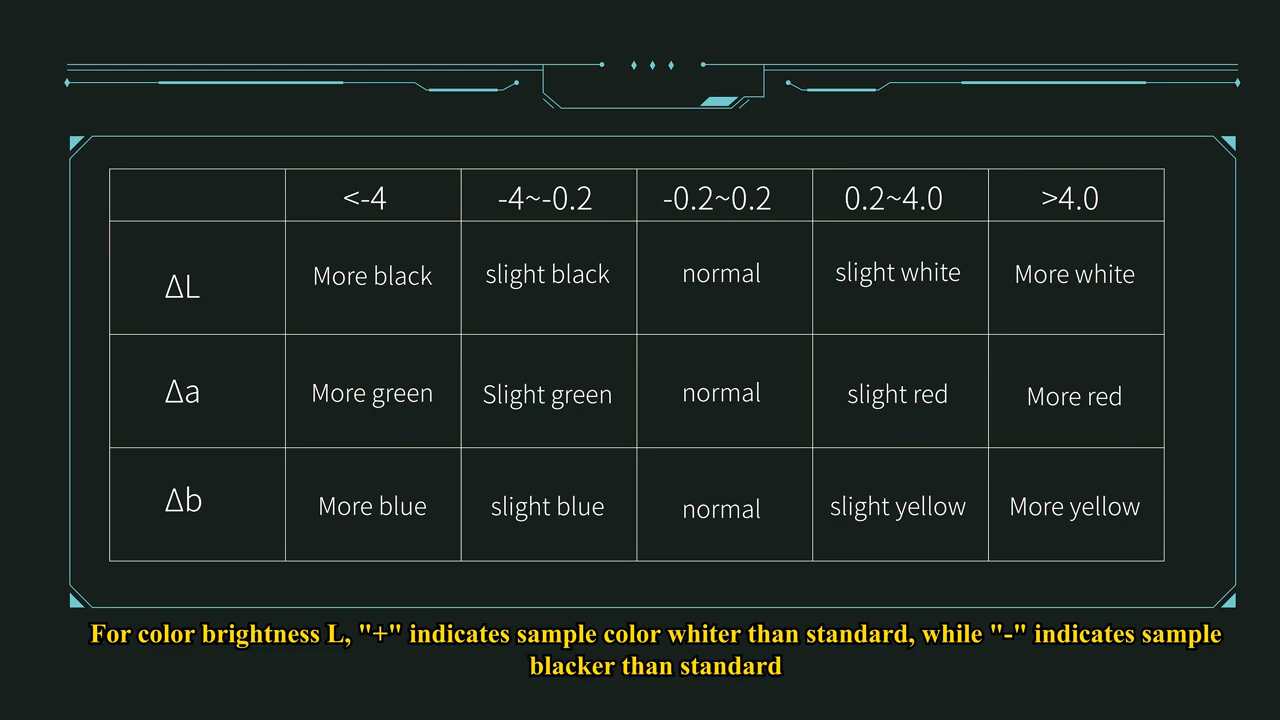 <-4 -4~-0.2 -0.2~0.2 0.2~4.0 >4.0
ΔL More black slight black normal slight white More white
Δa More green Slight green normal slight red More red
Δb More blue slight blue normal slight yellow More yellow
For color brightness L, "+" indicates sample color whiter than standard, while "-" indicates sample
blacker than standard